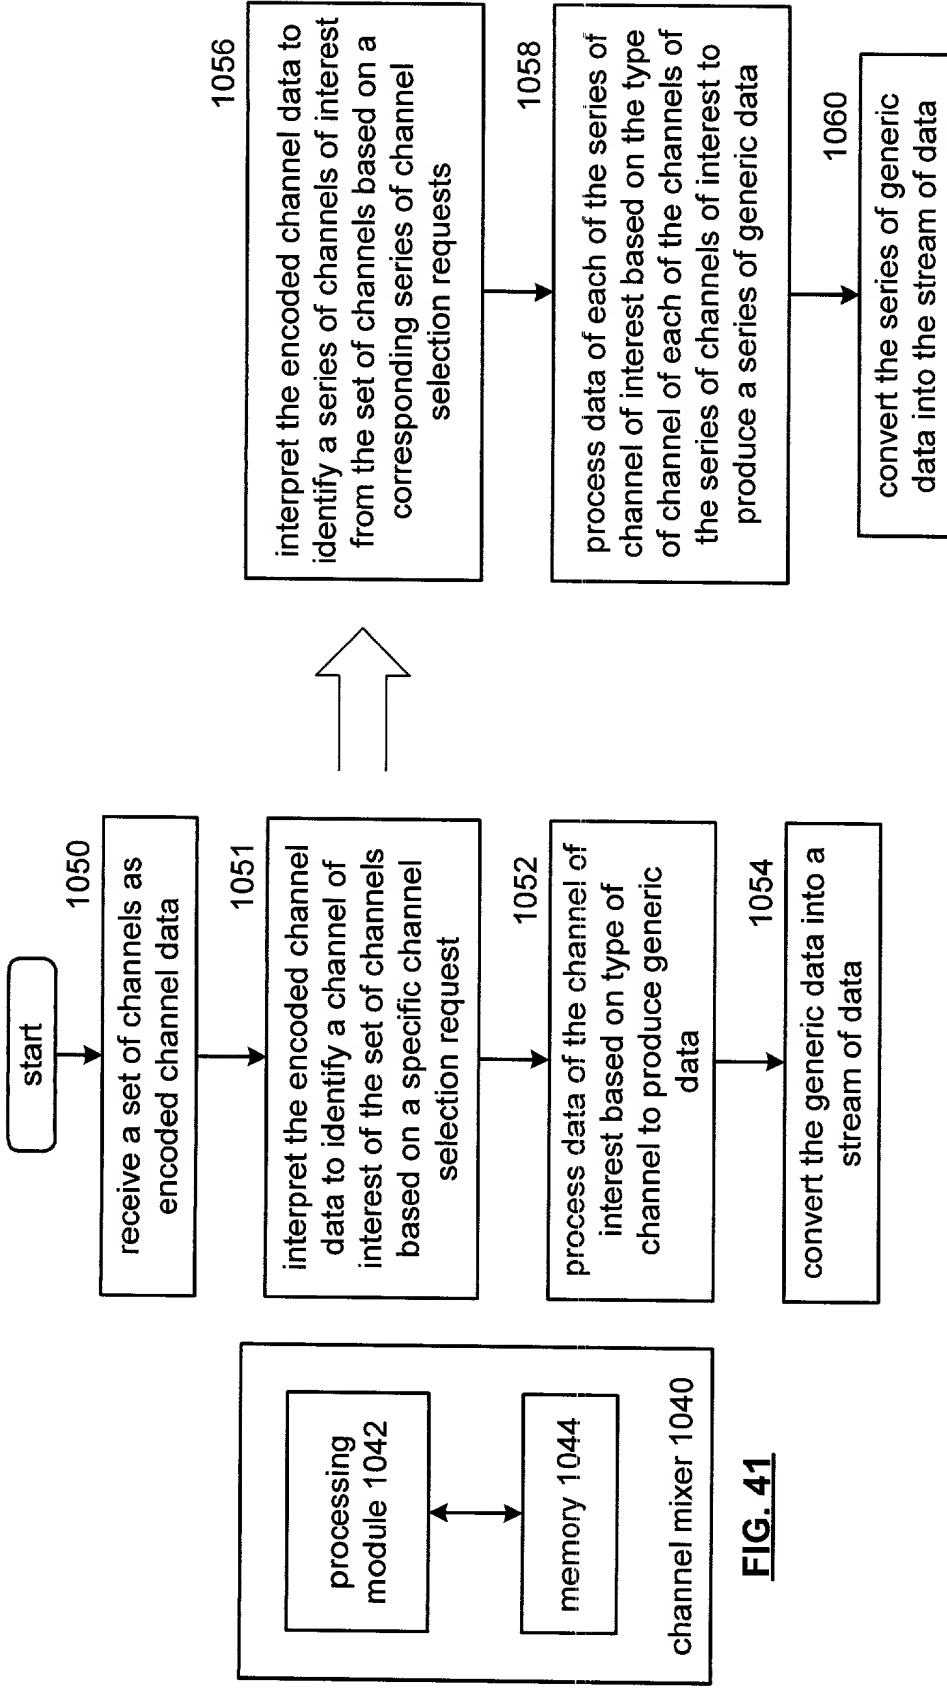 start
1050
receive a set of channels as
encoded channel data
1051
interpret the encoded channel
data to identify a channel of
interest of the set of channels
based on a specific channel
selection request
1052
process data of the channel of
interest based on type of
channel to produce generic
data
1054
convert the generic data into a
stream of data
1056
interpret the encoded channel data to
identify a series of channels of interest
from the set of channels based on a
corresponding series of channel
selection requests
1058
process data of each of the series of
channel of interest based on the type
of channel of each of the channels of
the series of channels of interest to
produce a series of generic data
1060
convert the series of generic
data into the stream of data
processing
module 1042
memory 1044
channel mixer 1040
FIG. 41